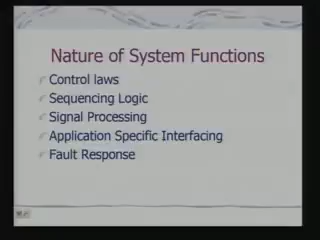 Nature of System Functions
Control laws
Sequencing Logic
Signal Processing
Application Specific Interfacing
Fault Response